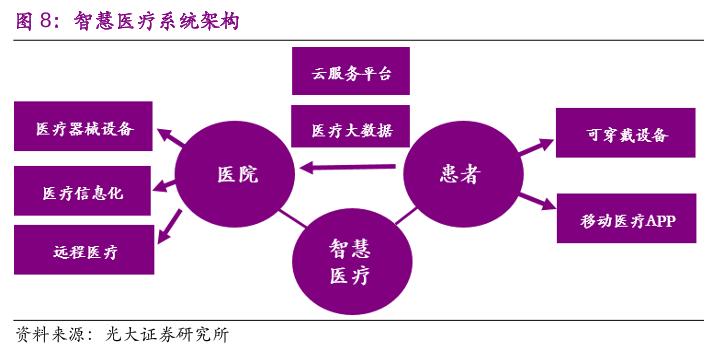 图 8：智慧医疗系统架构
云服务平台
医疗大数据
医疗器械设备
医疗信息化
远程医疗
医院
患者
智慧
医疗
可穿戴设备
移动医疗APP
资料来源：光大证券研究所